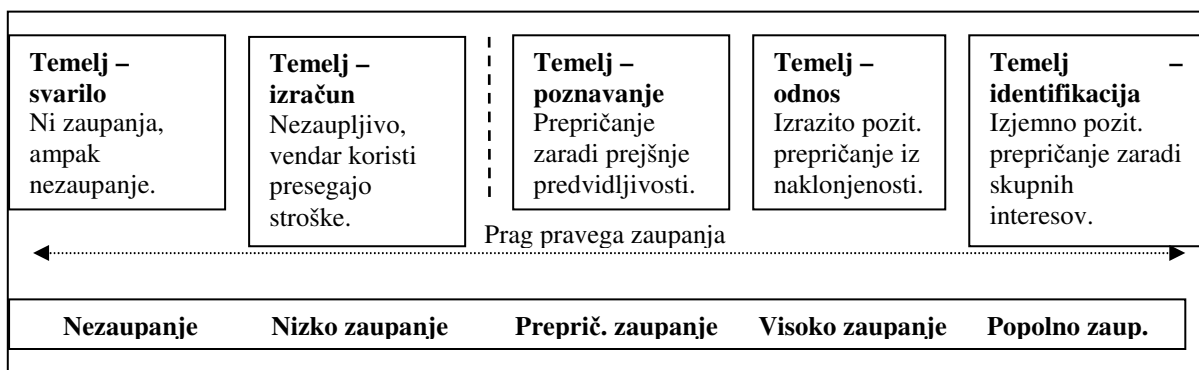 Temelj –
svarilo
Ni zaupanja,
ampak
nezaupanje.
Temelj –
izračun
Nezaupljivo,
vendar koristi
presegajo
stroške.
Temelj –
poznavanje
Prepričanje
zaradi prejšnje
predvidljivosti.
Temelj –
odnos
Izrazito pozit.
prepričanje iz
naklonjenosti.
Temelj –
identifikacija
Izjemno pozit.
prepričanje zaradi
skupnih
interesov.
Prag pravega zaupanja
Nezaupanje Nizko zaupanje Preprič. zaupanje Visoko zaupanje Popolno zaup.